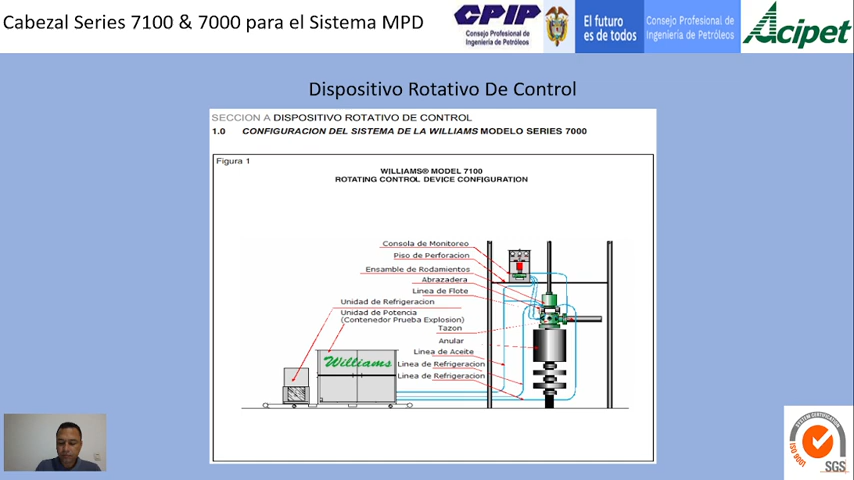 Cabezal Series 7100 & 7000 para el Sistema MPD
CPIP
Consejo Profesional de
Ingeniería de Petróleos
El futuro
es de todos
Consejo Profesional de
Ingeniería de Petróleos
Acipet
Dispositivo Rotativo De Control
SECCION A DISPOSITIVO ROTATIVO DE CONTROL
1.0 CONFIGURACION DEL SISTEMA DE LA WILLIAMS MODELO SERIES 7000
Figura 1
WILLIAMS® MODEL 7100
ROTATING CONTROL DEVICE CONFIGURATION
Consola de Monitoreo
Piso de Perforacion
Ensamble de Rodamientos
Abrazadera
Linea de Flote
Unidad de Refrigeracion
Unidad de Potencia
(Contenedor Prueba Explosion)
Tazon
Anular
Linea de Aceite
Linea de Refrigeracion
Linea de Refrigeracion
Williams
SYSTEM CERTIFICATION
ISO 9001
SGS